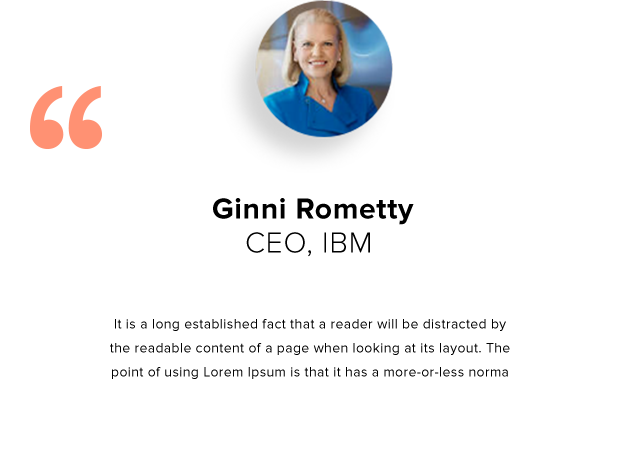 Ginni Rometty
CEO, IBM
It is a long established fact that a reader will be distracted by
the readable content of a page when looking at its layout. The
point of using Lorem Ipsum is that it has a more-or-less norma